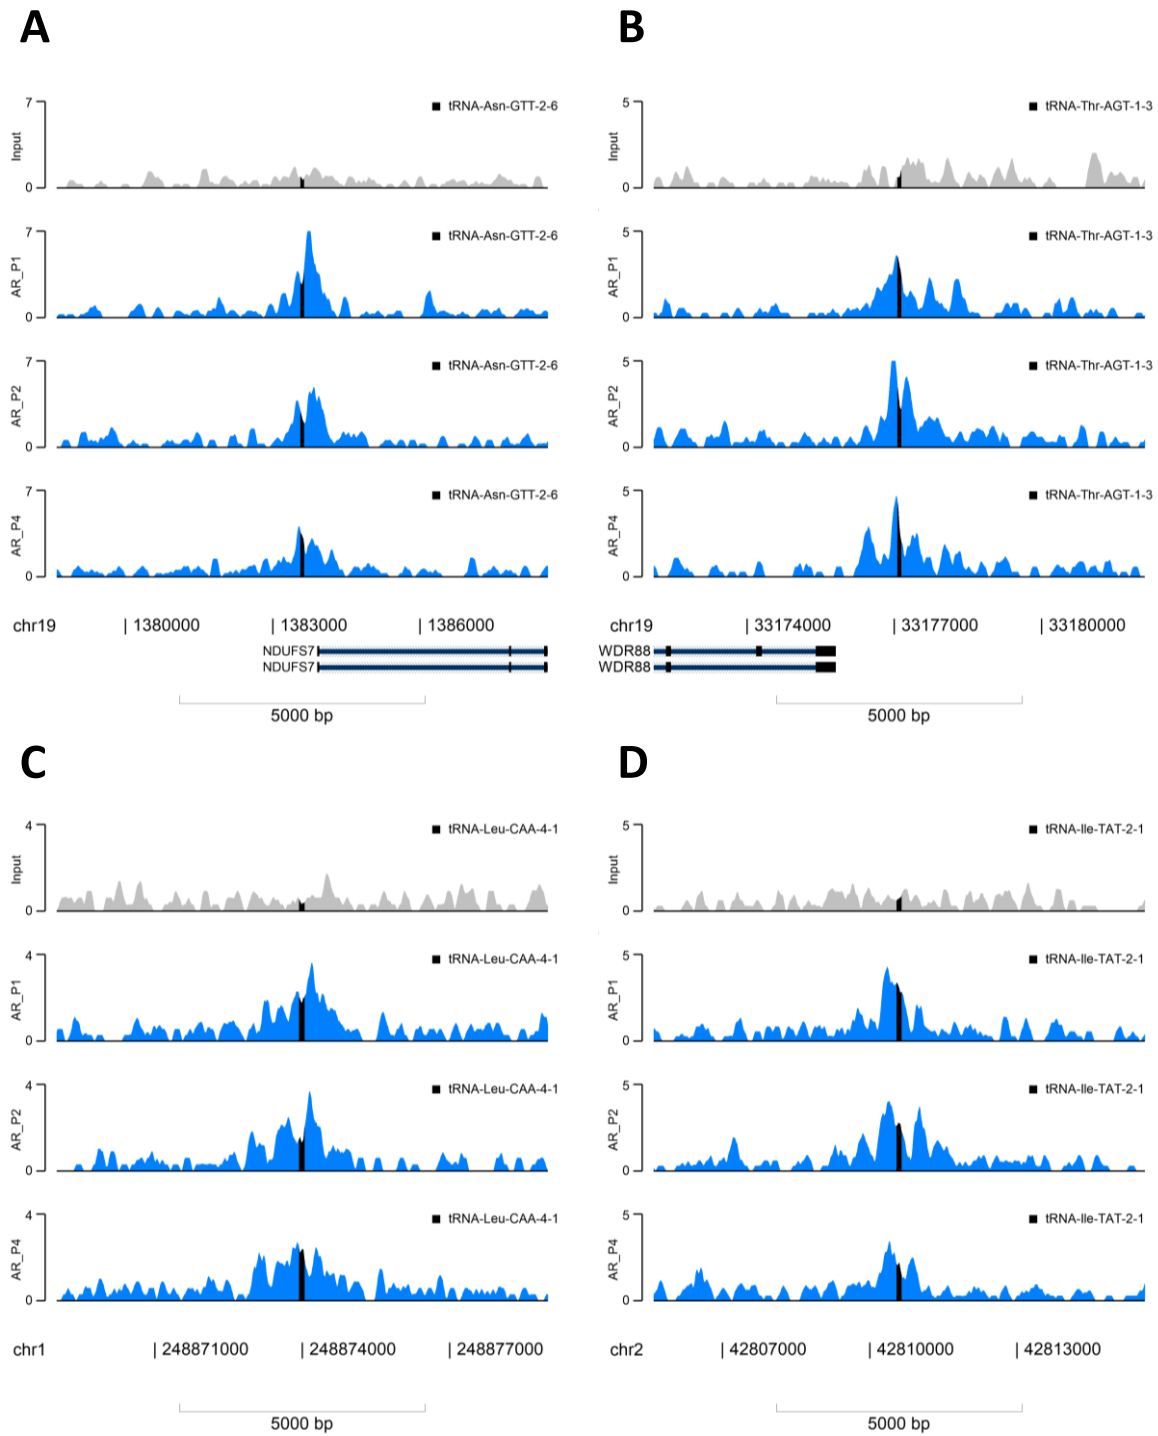 A
B
7
tRNA-Asn-GTT-2-6
Input
0
5
tRNA-Thr-AGT-1-3
Input
0
7
tRNA-Asn-GTT-2-6
AR_P1
0
5
tRNA-Thr-AGT-1-3
AR_P1
0
7
tRNA-Asn-GTT-2-6
AR_P2
0
5
tRNA-Thr-AGT-1-3
AR_P2
0
7
tRNA-Asn-GTT-2-6
AR_P4
0
5
tRNA-Thr-AGT-1-3
AR_P4
0
chr19 | 1380000 | 1383000 | 1386000
NDUFS7
NDUFS7
5000 bp
chr19 | 33174000 | 33177000 | 33180000
WDR88
WDR88
5000 bp
C
D
4
tRNA-Leu-CAA-4-1
Input
0
5
tRNA-Ile-TAT-2-1
Input
0
4
tRNA-Leu-CAA-4-1
AR_P1
0
5
tRNA-Ile-TAT-2-1
AR_P1
0
4
tRNA-Leu-CAA-4-1
AR_P2
0
5
tRNA-Ile-TAT-2-1
AR_P2
0
4
tRNA-Leu-CAA-4-1
AR_P4
0
5
tRNA-Ile-TAT-2-1
AR_P4
0
chr1 | 248871000 | 248874000 | 248877000
5000 bp
chr2 | 42807000 | 42810000 | 42813000
5000 bp